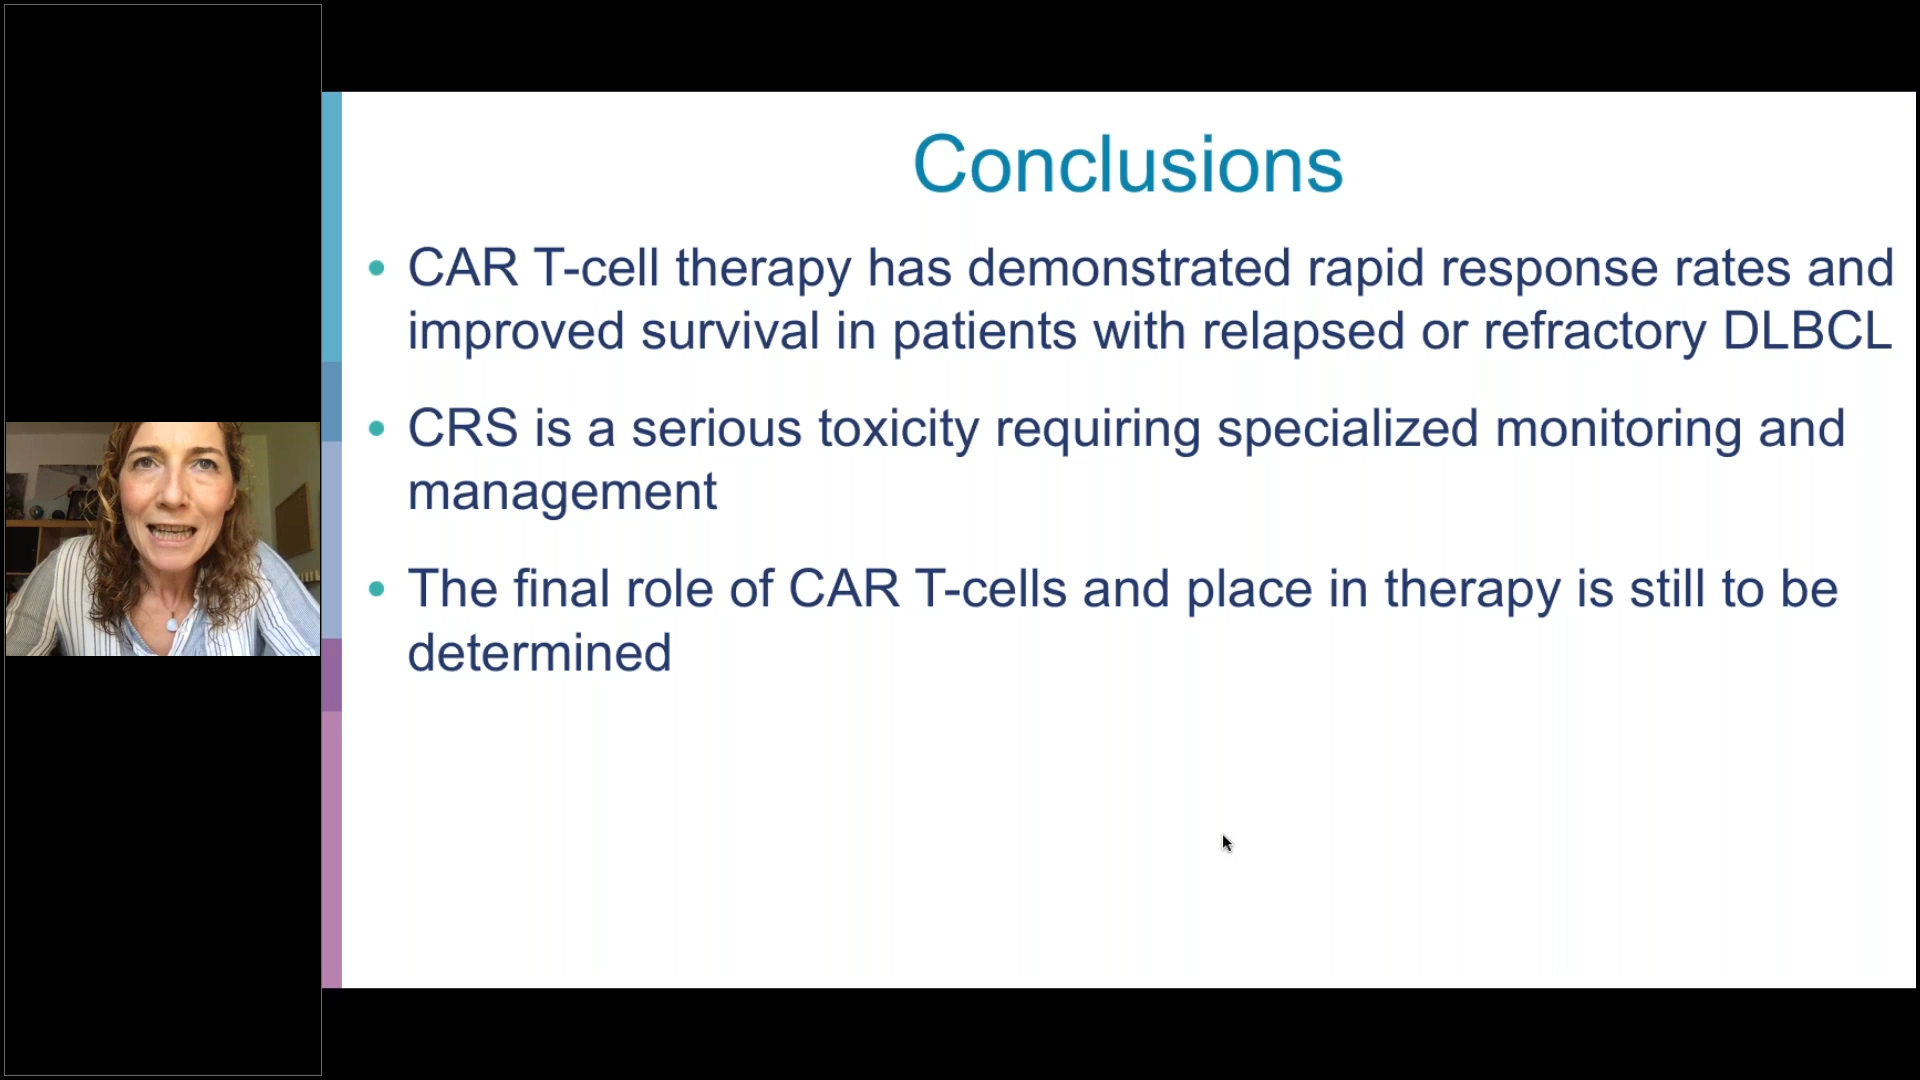 Conclusions
• CAR T-cell therapy has demonstrated rapid response rates and
improved survival in patients with relapsed or refractory DLBCL
• CRS is a serious toxicity requiring specialized monitoring and
management
• The final role of CAR T-cells and place in therapy is still to be
determined